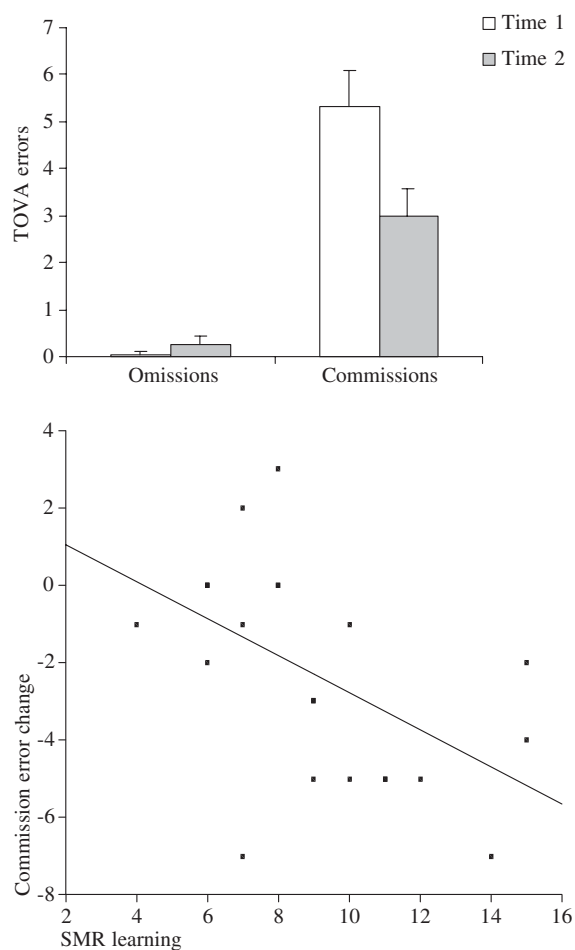 7
Time 1
6
Time 2
5
4
3
2
1
0
TOVA errors
Omissions Commissions
4
2
0
-2
-4
-6
-8
Commission error change
2 4 6 8 10 12 14 16
SMR learning